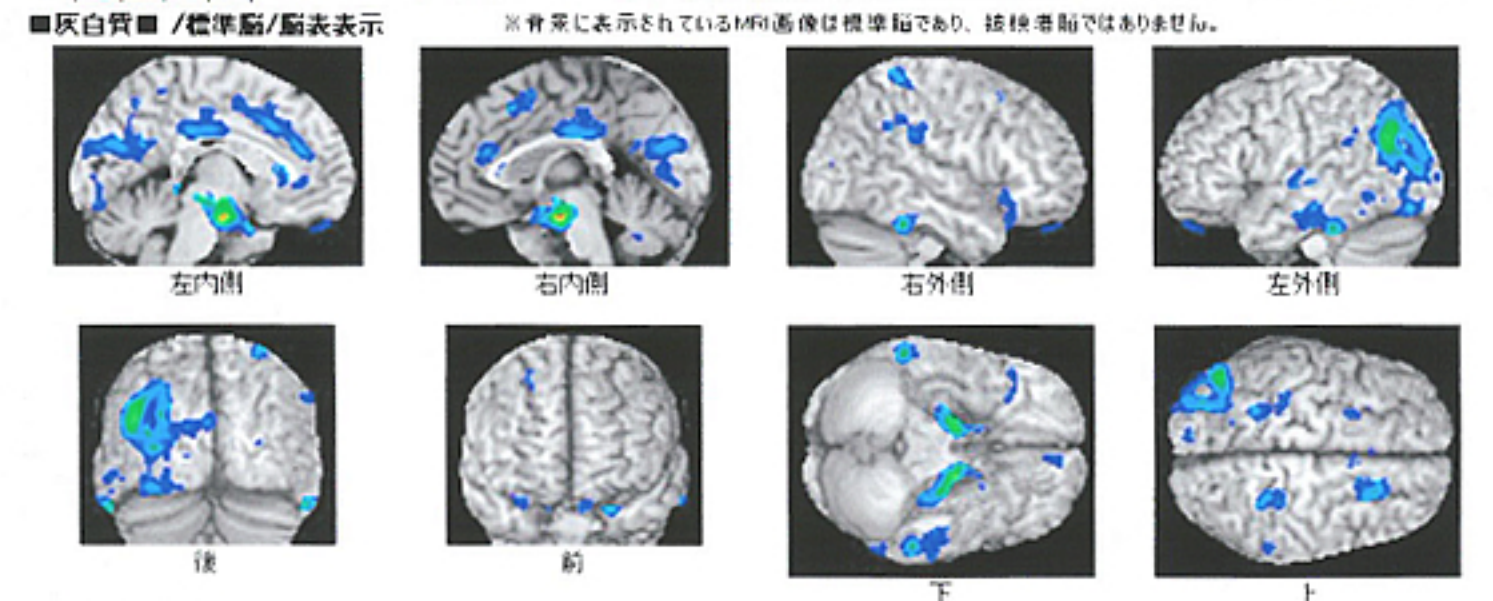 ■灰白質■ /標準脳/脳表表示
※背景に表示されているMRI画像は標準脳であり、被検者脳ではありません。
左内側
右内側
右外側
左外側
後
前
下
上